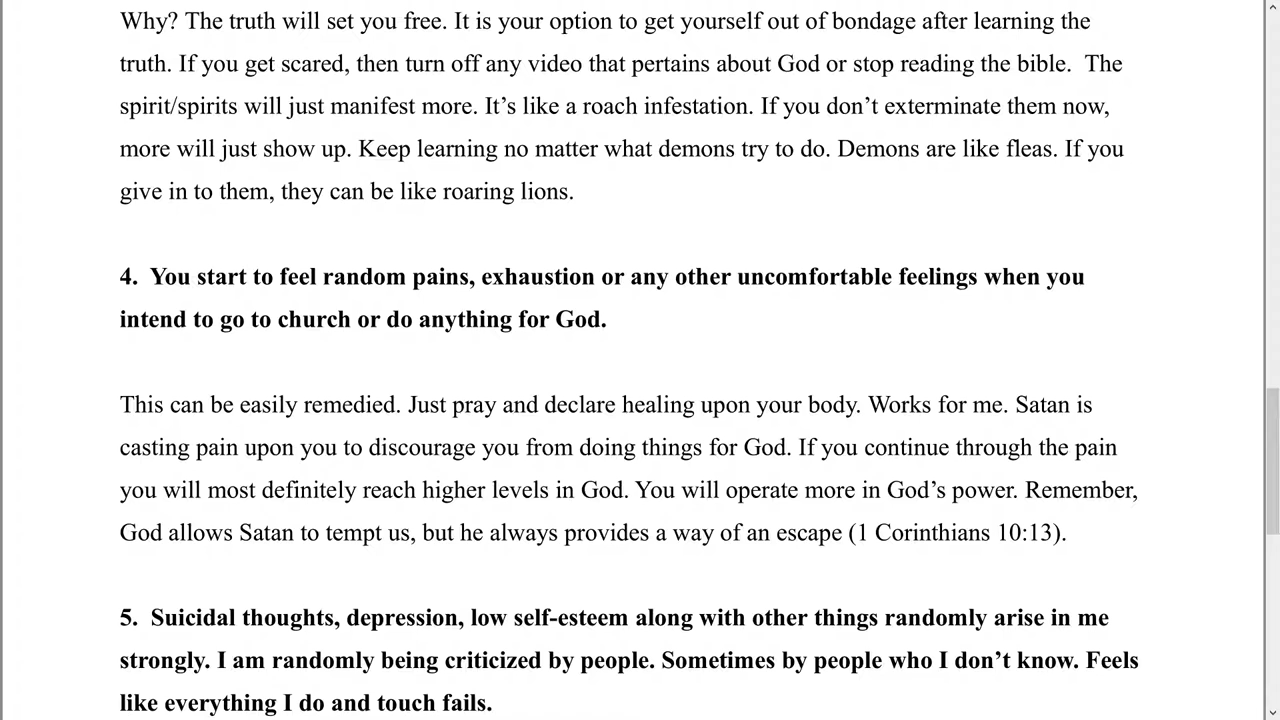 Why? The truth will set you free. It is your option to get yourself out of bondage after learning the
truth. If you get scared, then turn off any video that pertains about God or stop reading the bible.  The
spirit/spirits will just manifest more. It’s like a roach infestation. If you don’t exterminate them now,
more will just show up. Keep learning no matter what demons try to do. Demons are like fleas. If you
give in to them, they can be like roaring lions.
4.  You start to feel random pains, exhaustion or any other uncomfortable feelings when you
intend to go to church or do anything for God.
This can be easily remedied. Just pray and declare healing upon your body. Works for me. Satan is
casting pain upon you to discourage you from doing things for God. If you continue through the pain
you will most definitely reach higher levels in God. You will operate more in God’s power. Remember,
God allows Satan to tempt us, but he always provides a way of an escape (1 Corinthians 10:13).
5.  Suicidal thoughts, depression, low self-esteem along with other things randomly arise in me
strongly. I am randomly being criticized by people. Sometimes by people who I don’t know. Feels
like everything I do and touch fails.